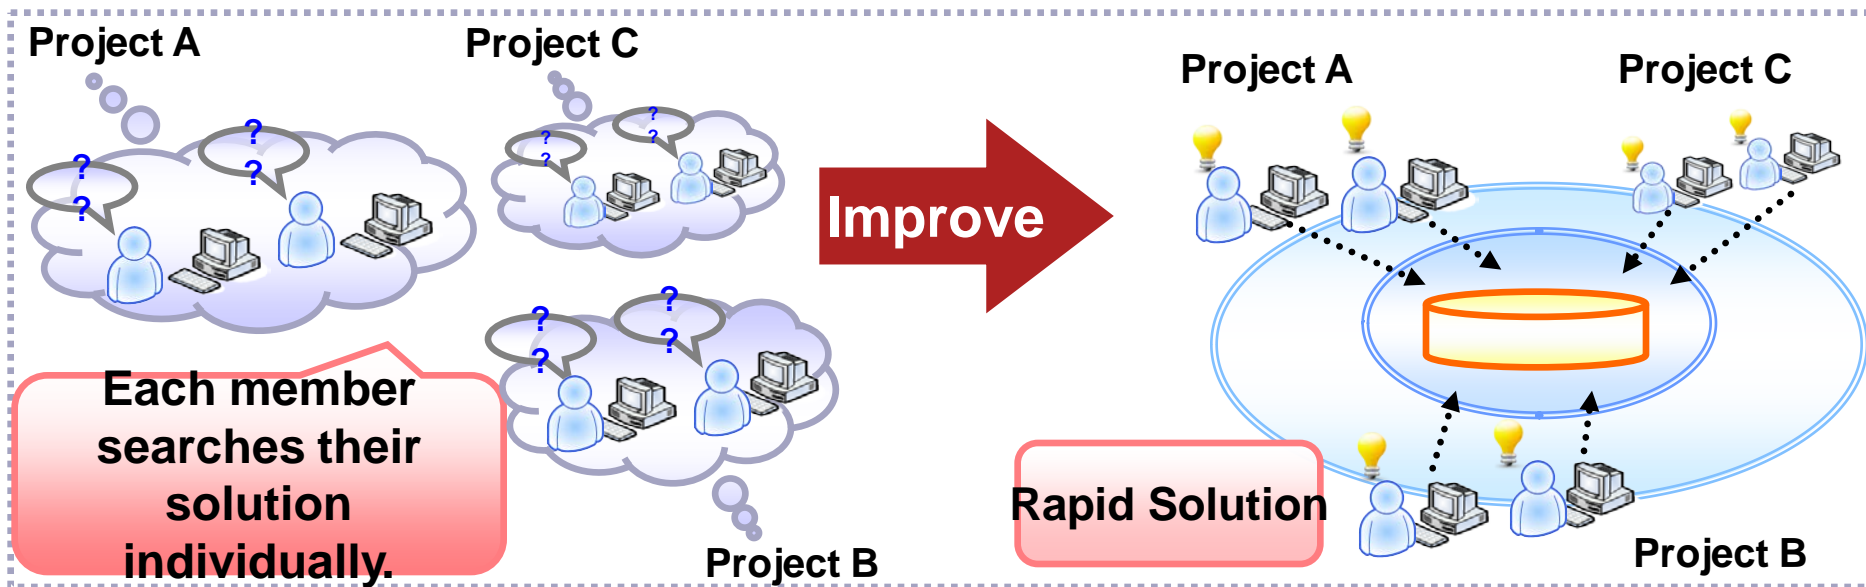 Project A
Project C
?
?
?
?
?
?
?
?
?
?
?
?
Each member
searches their
solution
individually.
Project B
Improve
Project A
Project C
Rapid Solution
Project B